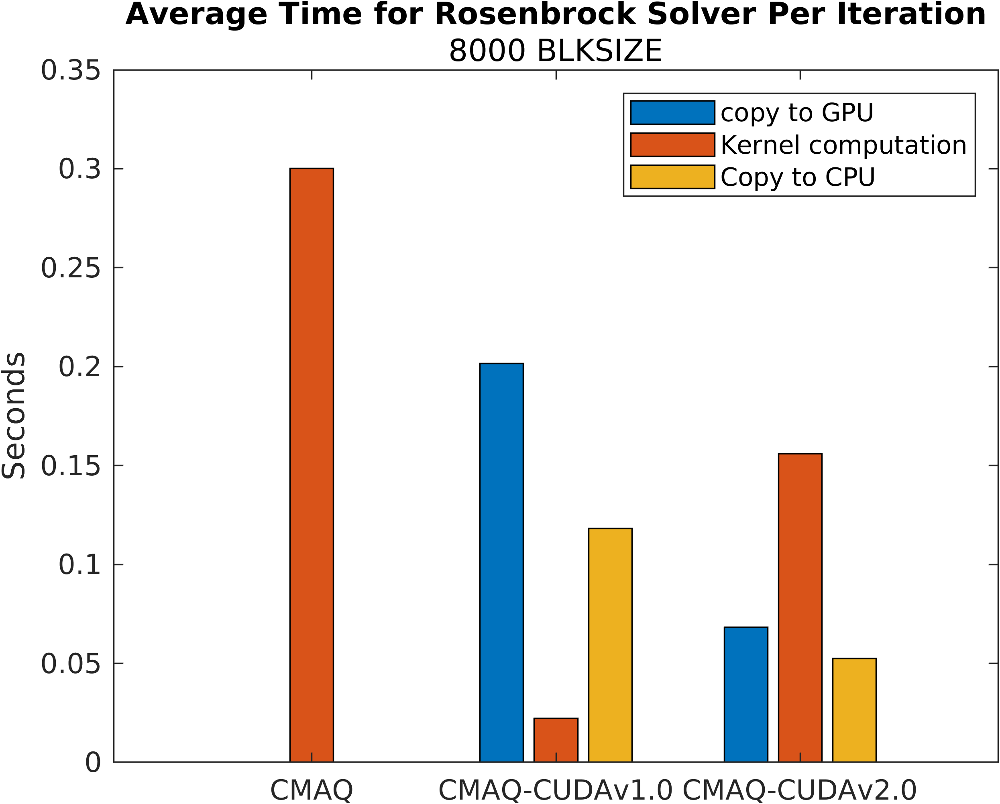 Average Time for Rosenbrock Solver Per Iteration
8000 BLKSIZE
0.35
0.3
0.25
0.2
0.15
0.1
0.05
0
Seconds
copy to GPU
Kernel computation
Copy to CPU
CMAQ
CMAQ-CUDAv1.0
CMAQ-CUDAv2.0